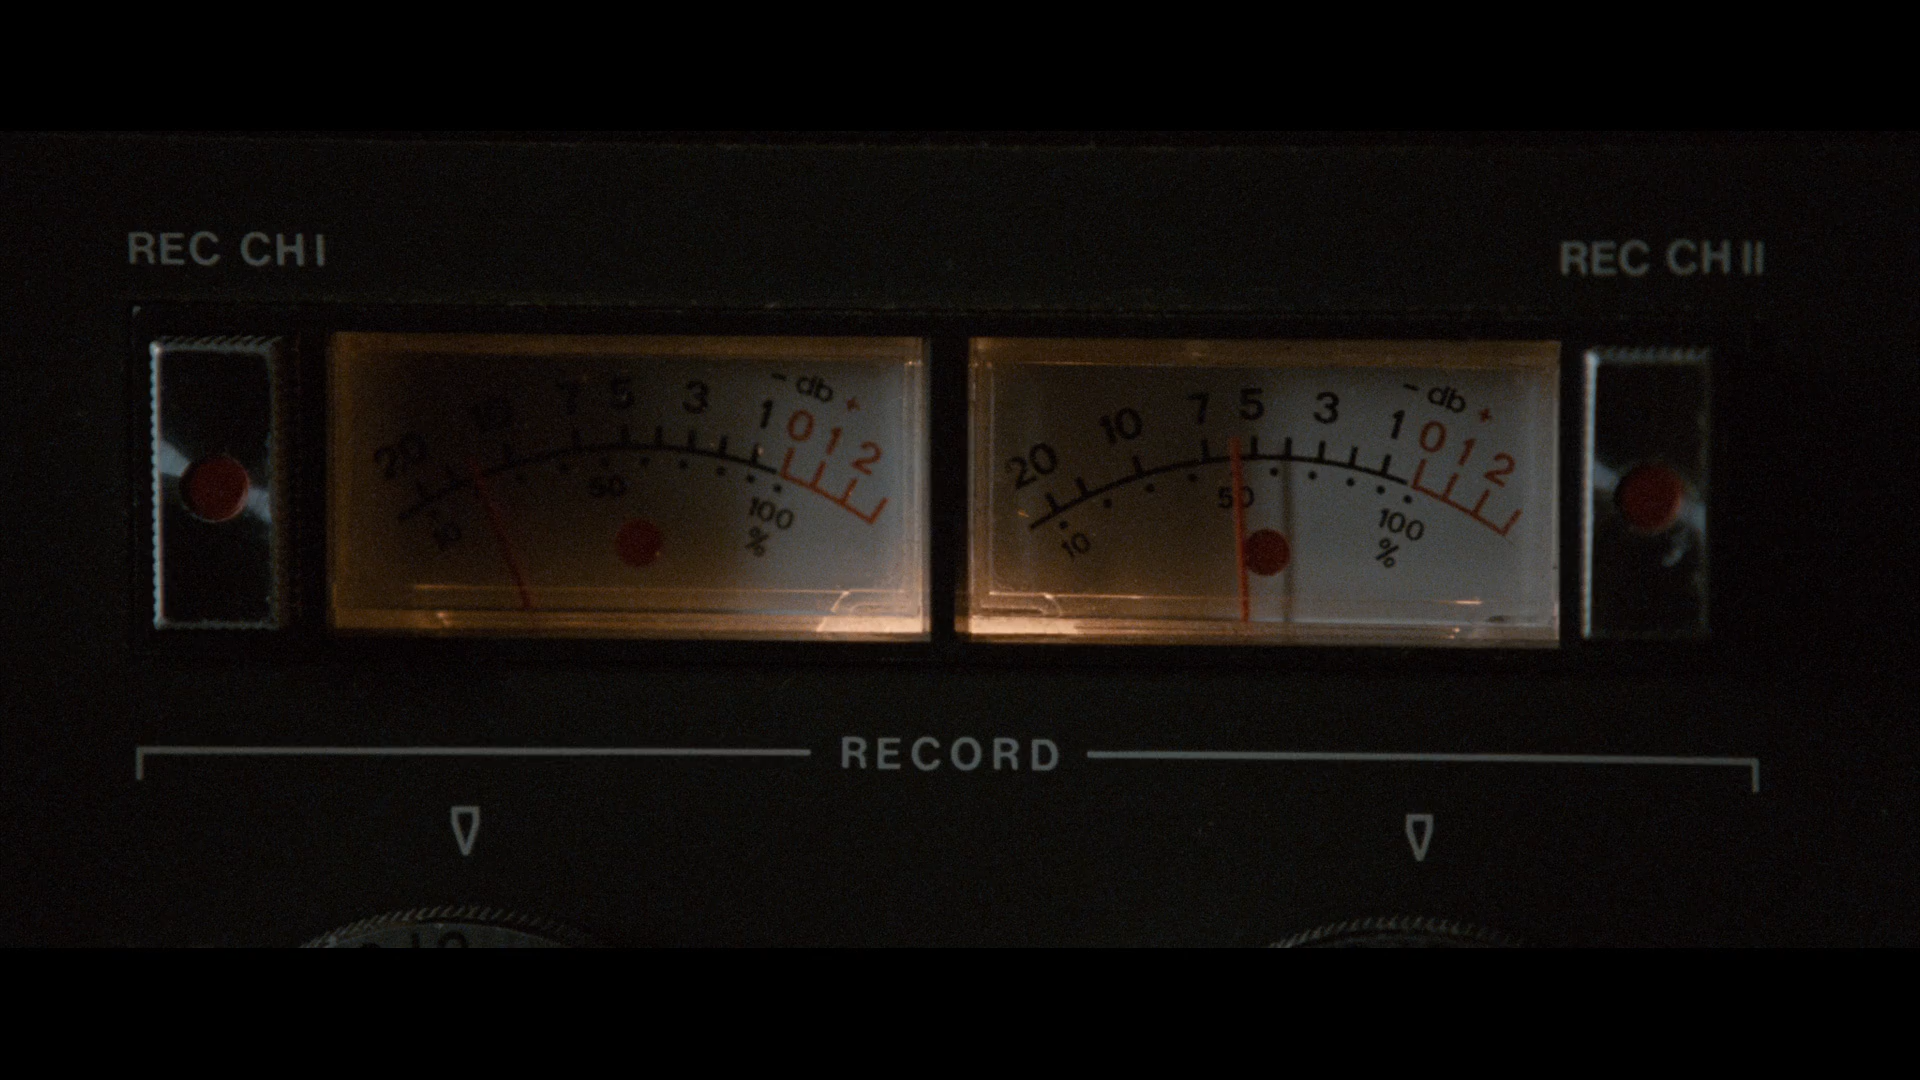 REC CH I
REC CH II
20 10 7 5 3 1 0 1 2
- db +
10 50 100
%
20 10 7 5 3 1 0 1 2
- db +
10 50 100
%
RECORD